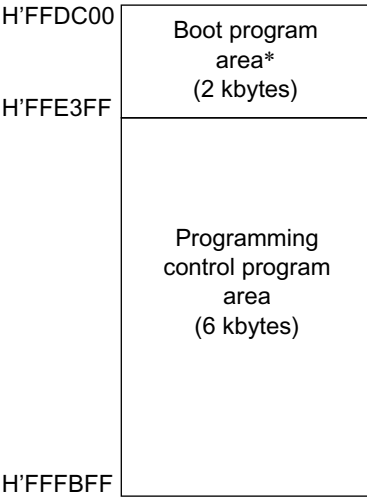 H'FFDC00
Boot program
area*
(2 kbytes)
H'FFE3FF
Programming
control program
area
(6 kbytes)
H'FFFBFF